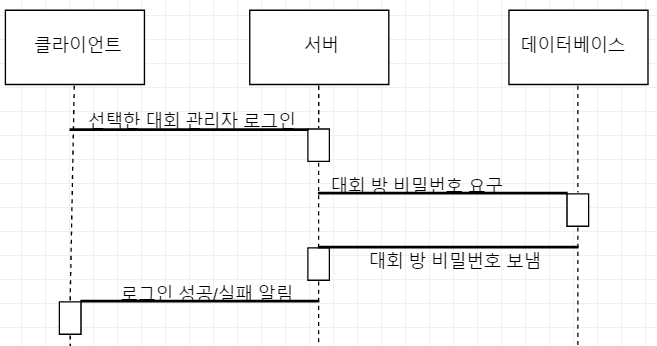 클라이언트
서버
데이터베이스
선택한 대회 관리자 로그인
대회 방 비밀번호 요구
대회 방 비밀번호 보냄
로그인 성공/실패 알림